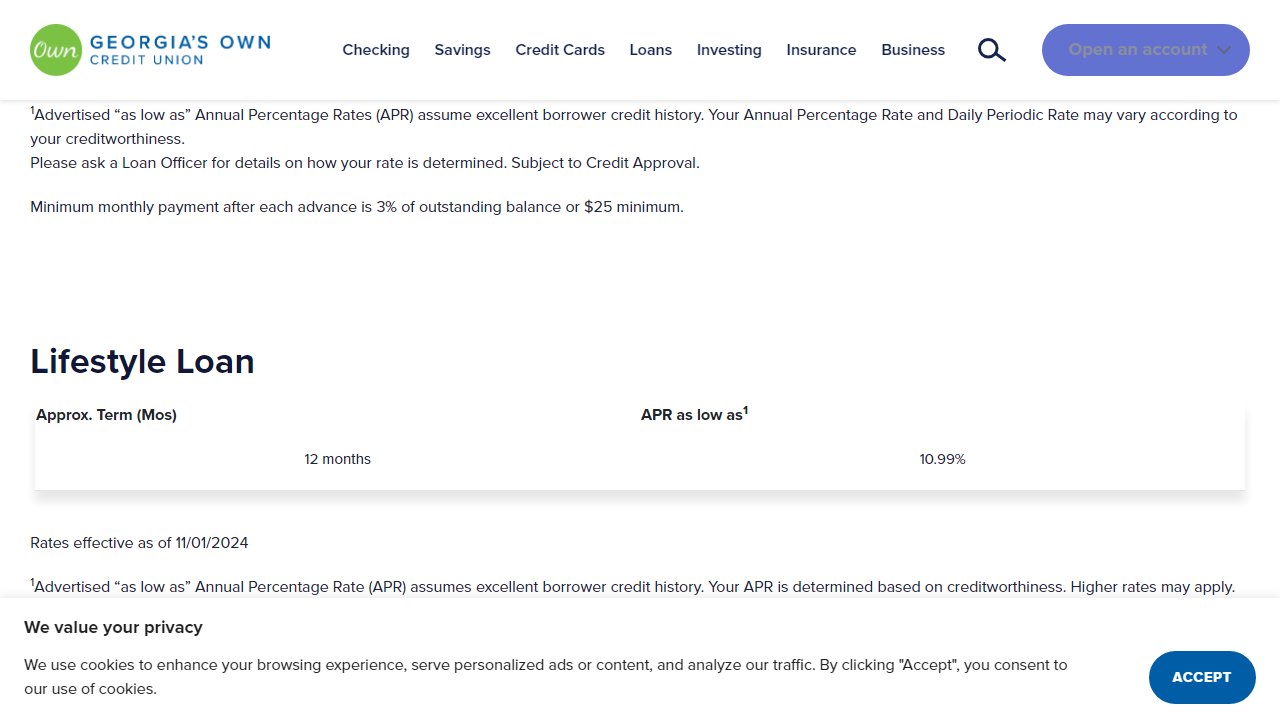 Own GEORGIA'S OWN
CREDIT UNION
Checking Savings Credit Cards Loans Investing Insurance Business Open an account
¹Advertised “as low as” Annual Percentage Rates (APR) assume excellent borrower credit history. Your Annual Percentage Rate and Daily Periodic Rate may vary according to
your creditworthiness.
Please ask a Loan Officer for details on how your rate is determined. Subject to Credit Approval.
Minimum monthly payment after each advance is 3% of outstanding balance or $25 minimum.
Lifestyle Loan
Approx. Term (Mos) APR as low as¹
12 months 10.99%
Rates effective as of 11/01/2024
¹Advertised “as low as” Annual Percentage Rate (APR) assumes excellent borrower credit history. Your APR is determined based on creditworthiness. Higher rates may apply.
We value your privacy
We use cookies to enhance your browsing experience, serve personalized ads or content, and analyze our traffic. By clicking "Accept", you consent to
our use of cookies.
ACCEPT